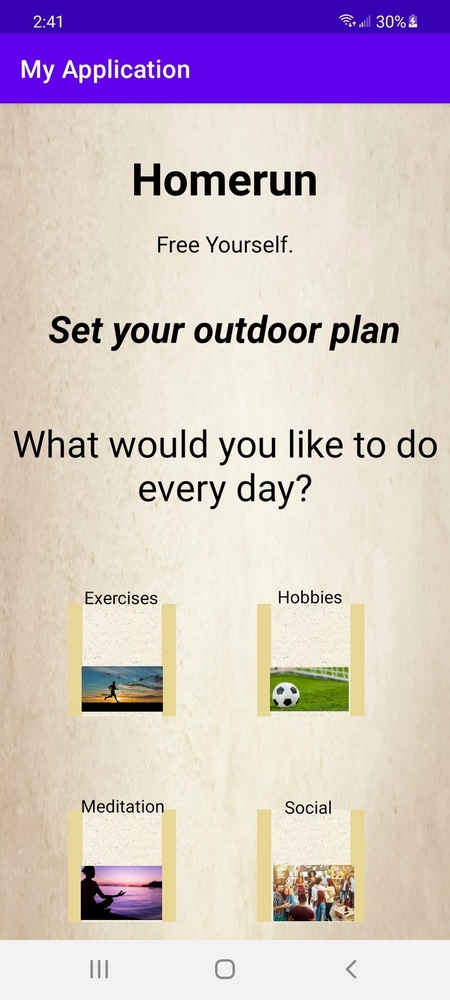 2:41 30%
My Application
Homerun
Free Yourself.
Set your outdoor plan
What would you like to do
every day?
Exercises Hobbies
Meditation Social